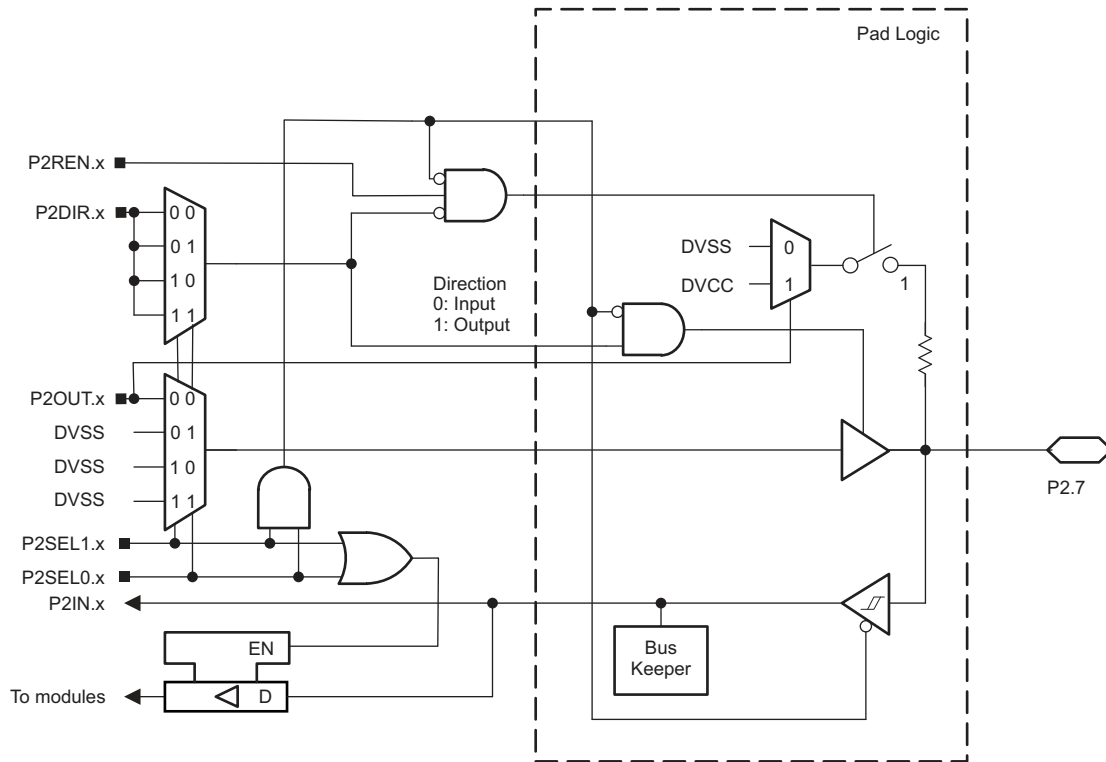 Pad Logic
P2REN.x
P2DIR.x
0 0
0 1
1 0
1 1
Direction
0: Input
1: Output
DVSS
0
DVCC
1
1
P2OUT.x
0 0
DVSS
0 1
DVSS
1 0
DVSS
1 1
P2.7
P2SEL1.x
P2SEL0.x
P2IN.x
Bus
Keeper
EN
To modules
D